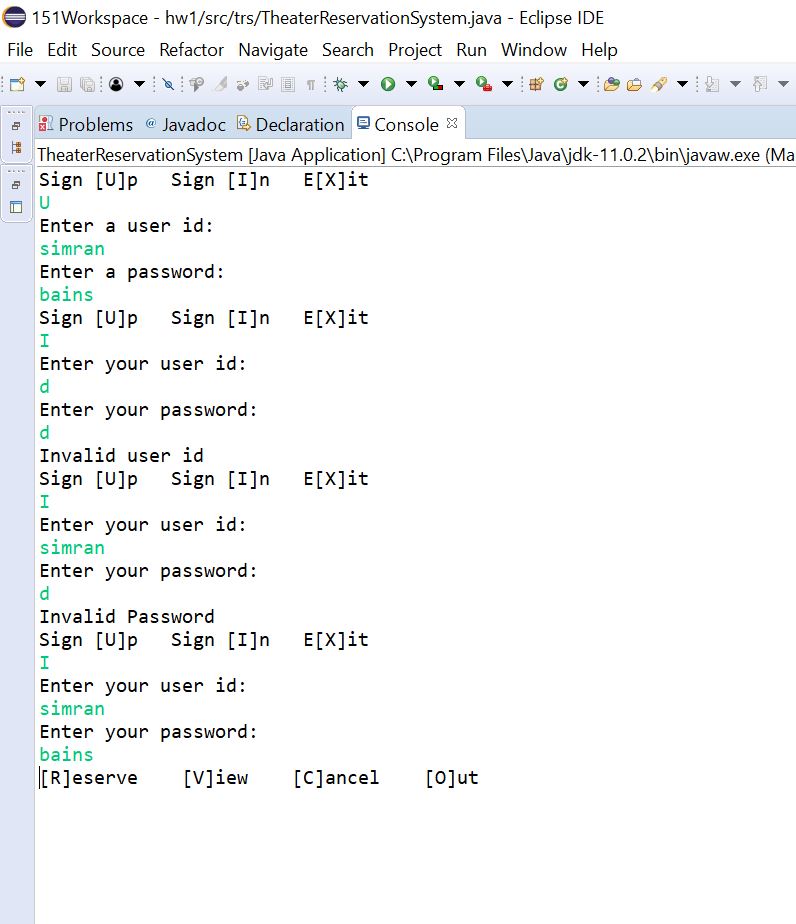 151Workspace - hw1/src/trs/TheaterReservationSystem.java - Eclipse IDE
File Edit Source Refactor Navigate Search Project Run Window Help
Problems @ Javadoc Declaration Console
TheaterReservationSystem [Java Application] C:\Program Files\Java\jdk-11.0.2\bin\javaw.exe (Ma
Sign [U]p   Sign [I]n   E[X]it
U
Enter a user id:
simran
Enter a password:
bains
Sign [U]p   Sign [I]n   E[X]it
I
Enter your user id:
d
Enter your password:
d
Invalid user id
Sign [U]p   Sign [I]n   E[X]it
I
Enter your user id:
simran
Enter your password:
d
Invalid Password
Sign [U]p   Sign [I]n   E[X]it
I
Enter your user id:
simran
Enter your password:
bains
[R]eserve    [V]iew    [C]ancel    [O]ut